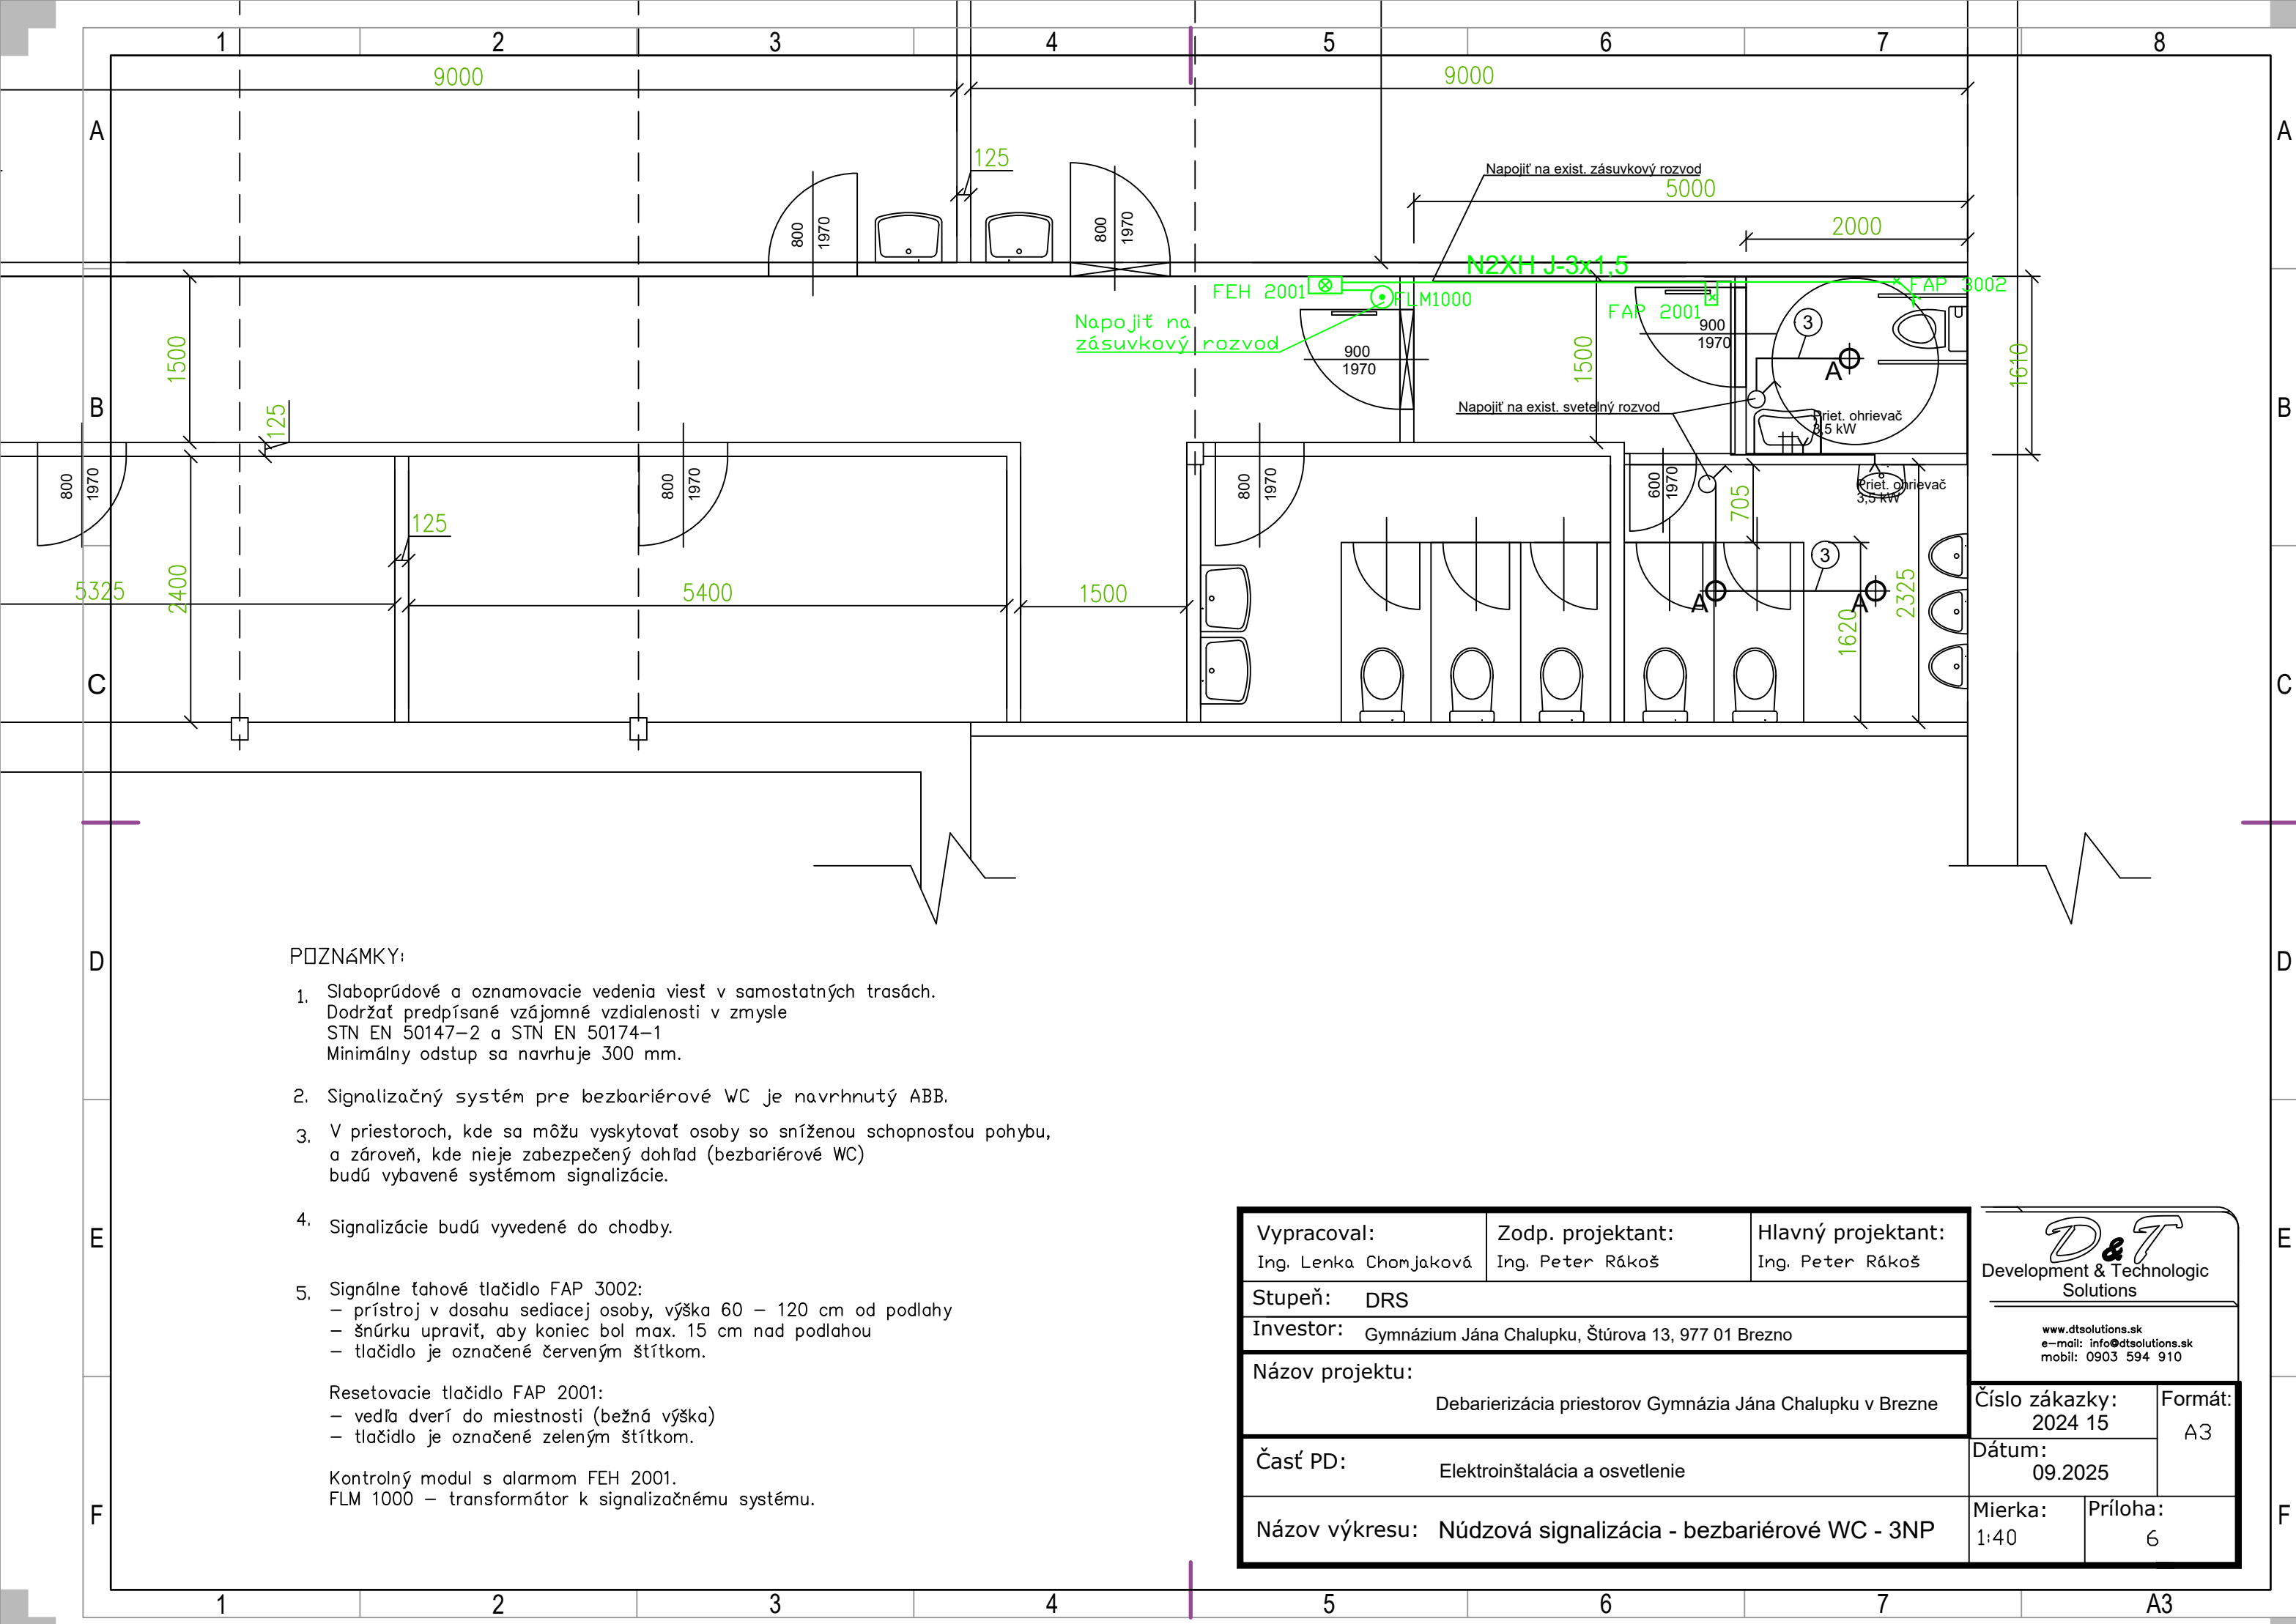 1 2 3 4 5 6 7 8
A A
B B
C C
D D
E E
F F
9000 9000
125
Napojiť na exist. zásuvkový rozvod
5000
2000
800 1970
800 1970
N2XH J-3x1,5
FEH 2001
FLM1000
FAP 2001
FAP 3002
Napojiť na
zásuvkový rozvod
900
1970
900
1970
3
A
1500
1500
1610
125
Napojiť na exist. svetelný rozvod
Priet. ohrievač
3,5 kW
800 1970
800 1970
800 1970
600 1970
705
Priet. ohrievač
3,5 kW
125
3
5325
2400
5400
1500
A
A
1620
2325
POZNÁMKY:
1. Slaboprúdové a oznamovacie vedenia viesť v samostatných trasách.
Dodržať predpísané vzájomné vzdialenosti v zmysle
STN EN 50147-2 a STN EN 50174-1
Minimálny odstup sa navrhuje 300 mm.
2. Signalizačný systém pre bezbariérové WC je navrhnutý ABB.
3. V priestoroch, kde sa môžu vyskytovať osoby so sníženou schopnosťou pohybu,
a zároveň, kde nieje zabezpečený dohľad (bezbariérové WC)
budú vybavené systémom signalizácie.
4. Signalizácie budú vyvedené do chodby.
5. Signálne ťahové tlačidlo FAP 3002:
- prístroj v dosahu sediacej osoby, výška 60 - 120 cm od podlahy
- šnúrku upraviť, aby koniec bol max. 15 cm nad podlahou
- tlačidlo je označené červeným štítkom.
Resetovacie tlačidlo FAP 2001:
- vedľa dverí do miestnosti (bežná výška)
- tlačidlo je označené zeleným štítkom.
Kontrolný modul s alarmom FEH 2001.
FLM 1000 - transformátor k signalizačnému systému.
Vypracoval: Zodp. projektant: Hlavný projektant:
Ing. Lenka Chomjaková Ing. Peter Rákoš Ing. Peter Rákoš
Stupeň: DRS
Investor: Gymnázium Jána Chalupku, Štúrova 13, 977 01 Brezno
Názov projektu:
Debarierizácia priestorov Gymnázia Jána Chalupku v Brezne
Časť PD: Elektroinštalácia a osvetlenie
Názov výkresu: Núdzová signalizácia - bezbariérové WC - 3NP
D&T
Development & Technologic
Solutions
www.dtsolutions.sk
e-mail: info@dtsolutions.sk
mobil: 0903 594 910
Číslo zákazky: Formát:
2024 15 A3
Dátum:
09.2025
Mierka: Príloha:
1:40 6
1 2 3 4 5 6 7 A3